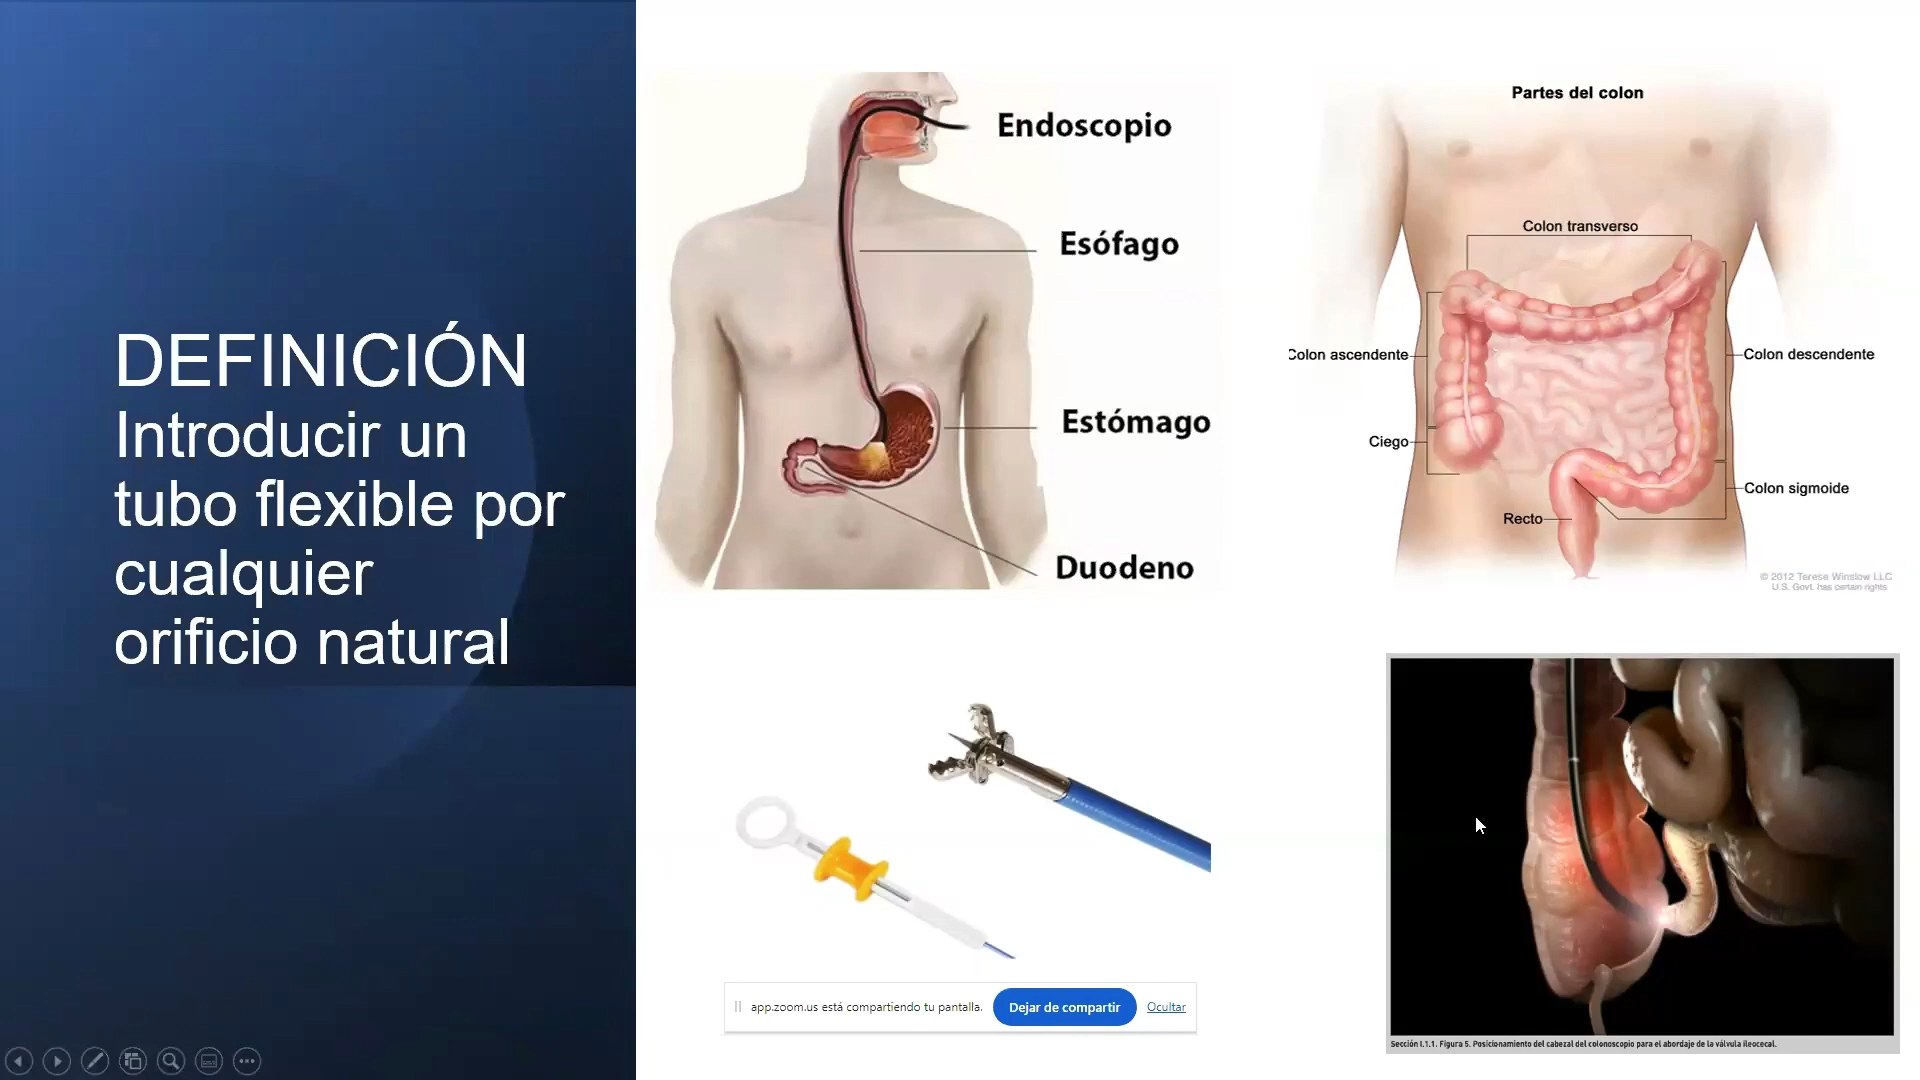 DEFINICIÓN
Introducir un
tubo flexible por
cualquier
orificio natural
Endoscopio
Esófago
Estómago
Duodeno
Partes del colon
Colon transverso
Colon ascendente
Colon descendente
Ciego
Colon sigmoide
Recto
© 2012 Terese Winslow LLC
U.S. Govt. has certain rights
app.zoom.us está compartiendo tu pantalla.
Dejar de compartir
Ocultar
Sección I.1.1. Figura 5. Posicionamiento del cabezal del colonoscopio para el abordaje de la válvula ileocecal.